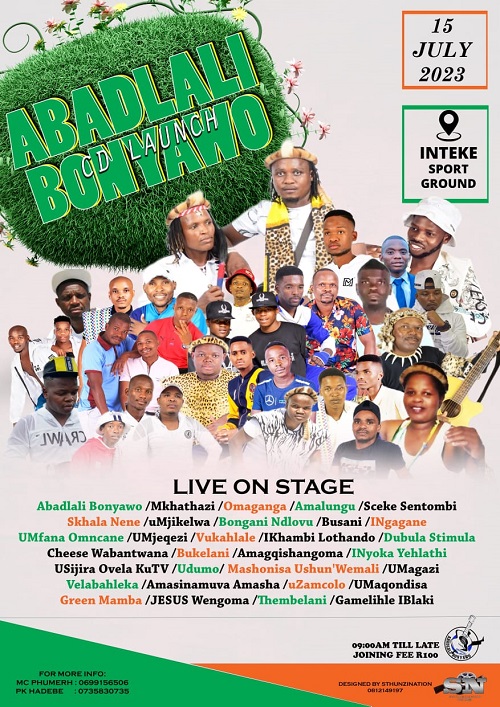 ABADLALI
CD LAUNCH
BONYAWO
15
JULY
2023
INTEKE
SPORT
GROUND
CRAWL
LIVE ON STAGE
Abadlali Bonyawo /Mkhathazi /Omaganga /Amalungu /Sceke Sentombi
Skhala Nene /uMjikelwa /Bongani Ndlovu /Busani /INgagane
UMfana Omncane /UMjeqezi /Vukahlale /IKhambi Lothando /Dubula Stimula
Cheese Wabantwana /Bukelani /Amagqishangoma /INyoka Yehlathi
USijira Ovela KuTV /Udumo/ Mashonisa Ushun'Wemali /UMagazi
Velabahleka /Amasinamuva Amasha /uZamcolo /UMaqondisa
Green Mamba /JESUS Wengoma /Thembelani /Gamelihle IBlaki
09:00AM TILL LATE
JOINING FEE R100
FOR MORE INFO:
MC PHUMERH : 0699156506
PK HADEBE : 0735830735
DESIGNED BY STHUNZINATION
0812149197
SN